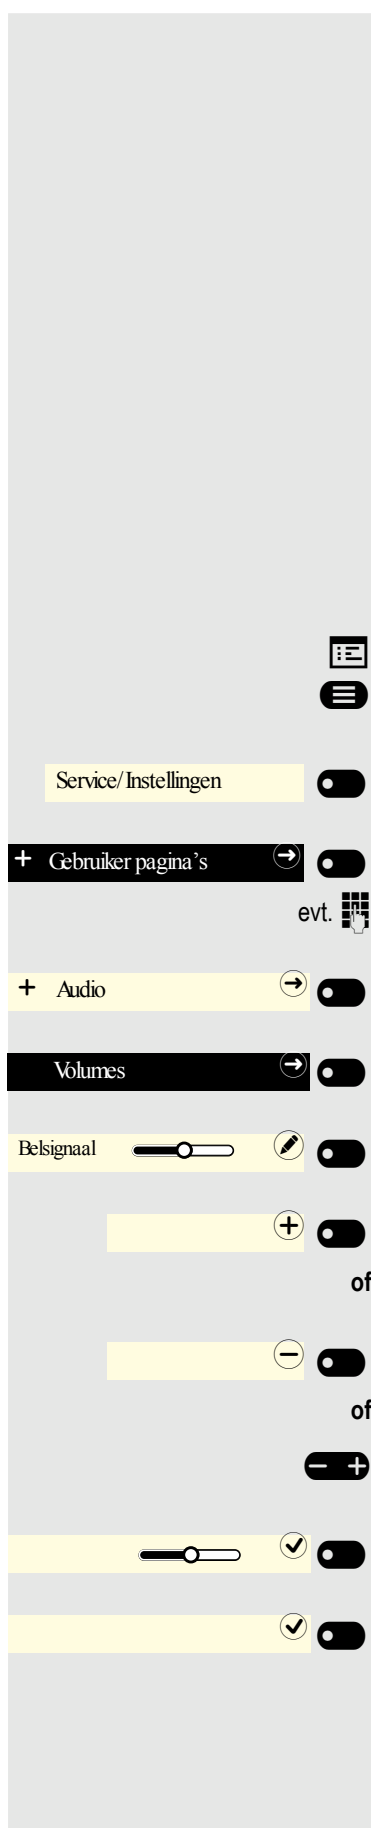 Service/Instellingen
+ Gebruiker pagina’s
evt.
+ Audio
Volumes
Belsignaal
of
of